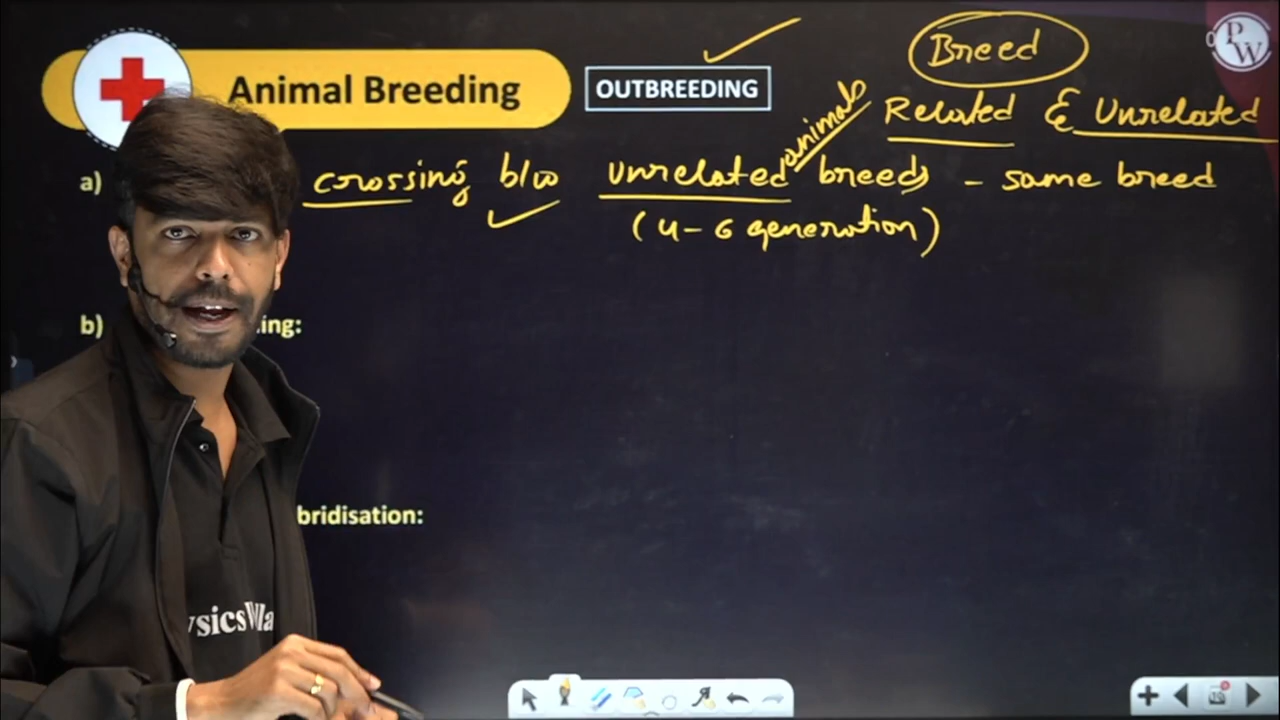 Breed
Animal Breeding
OUTBREEDING
PW
animals
Related & Unrelated
a) crossing b/w unrelated breeds - same breed
(4-6 generation)
b) ing:
bridisation:
ysics Walla